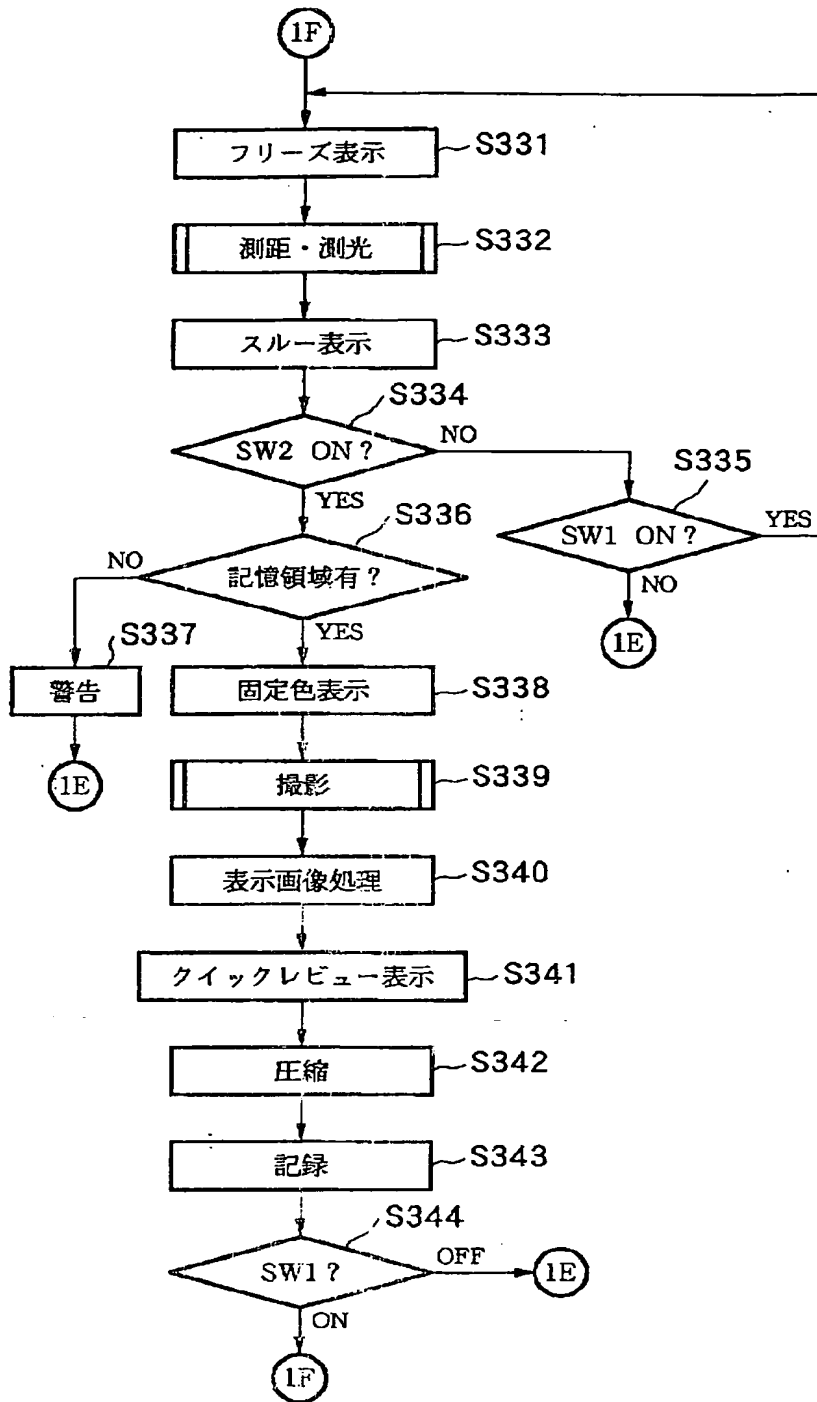 1F
フリーズ表示 S331
測距・測光 S332
スルー表示 S333
S334
SW2 ON? NO
YES
S335
SW1 ON? YES
NO
1E
S336
NO 記憶領域有?
YES
S337
警告
1E
固定色表示 S338
撮影 S339
表示画像処理 S340
クイックレビュー表示 S341
圧縮 S342
記録 S343
S344
SW1? OFF 1E
ON
1F